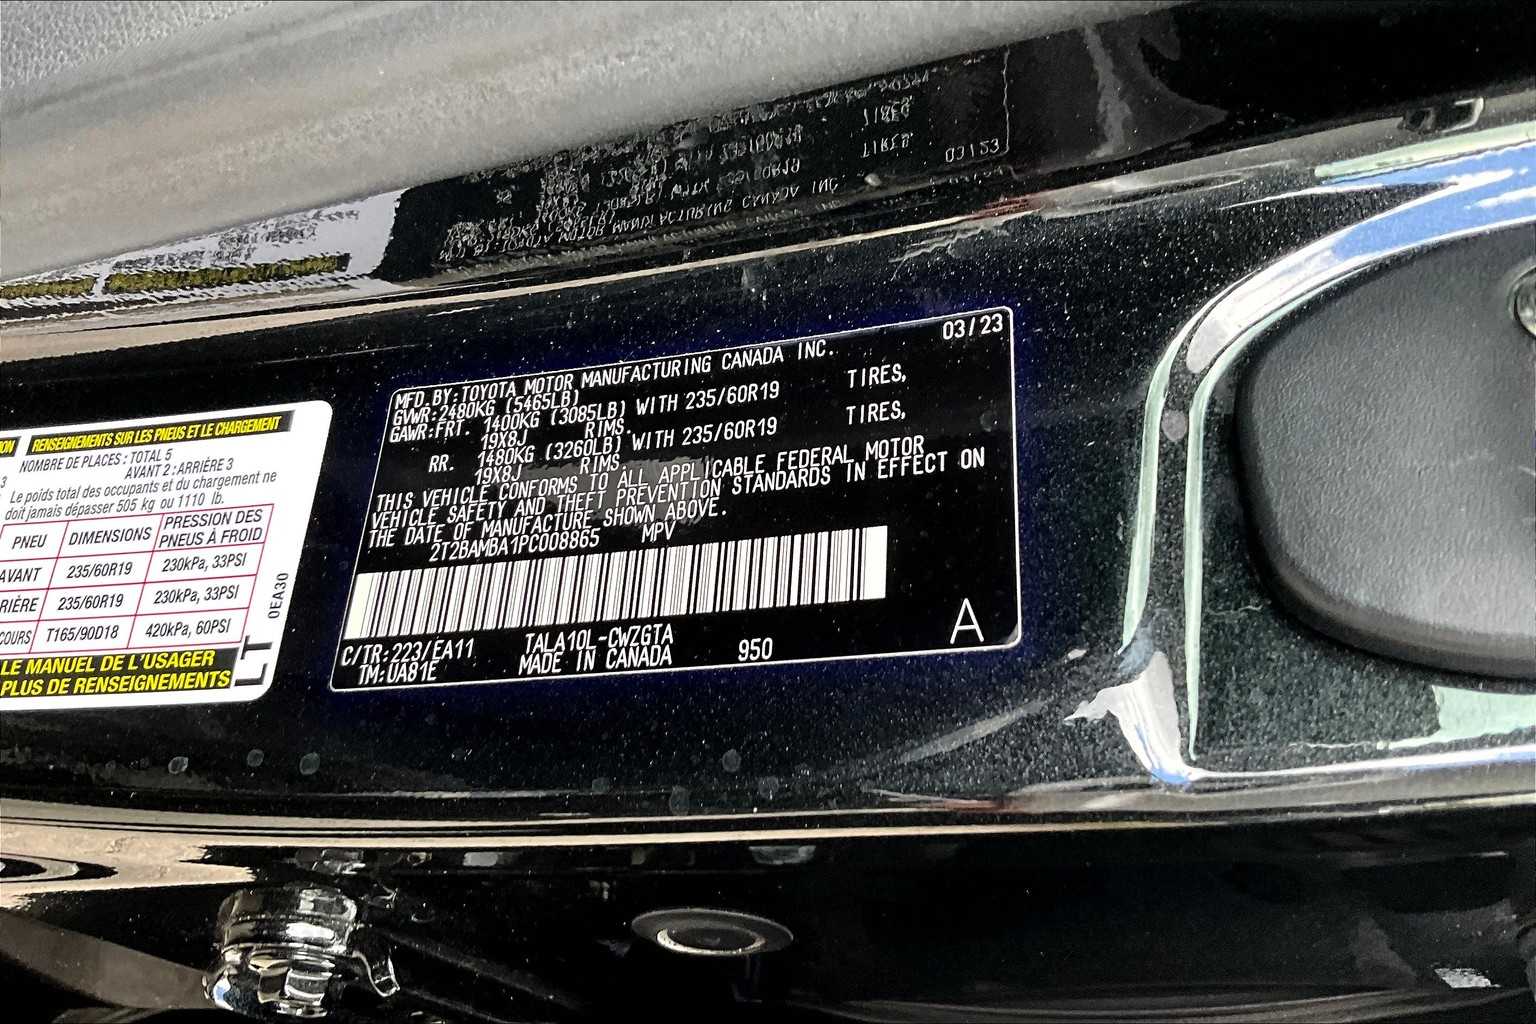 03/23
MFD.BY:TOYOTA MOTOR MANUFACTURING CANADA INC.
GVWR:2480KG (5465LB)
GAWR:FRT. 1400KG (3085LB) WITH 235/60R19 TIRES,
19X8J RIMS.
RR. 1480KG (3260LB) WITH 235/60R19 TIRES,
19X8J RIMS.
THIS VEHICLE CONFORMS TO ALL APPLICABLE FEDERAL MOTOR
VEHICLE SAFETY AND THEFT PREVENTION STANDARDS IN EFFECT ON
THE DATE OF MANUFACTURE SHOWN ABOVE.
2T2BAMBA1PC008865 MPV
C/TR:223/EA11 TALA10L-CWZGTA 950 A
TM:UA81E MADE IN CANADA
RENSEIGNEMENTS SUR LES PNEUS ET LE CHARGEMENT
NOMBRE DE PLACES : TOTAL 5
AVANT 2 : ARRIÈRE 3
3
Le poids total des occupants et du chargement ne
doit jamais dépasser 505 kg ou 1110 lb.
PNEU DIMENSIONS PRESSION DES
PNEUS À FROID
AVANT 235/60R19 230kPa, 33PSI
RIÈRE 235/60R19 230kPa, 33PSI
COURS T165/90D18 420kPa, 60PSI
LE MANUEL DE L'USAGER
PLUS DE RENSEIGNEMENTS
0EA30
LT